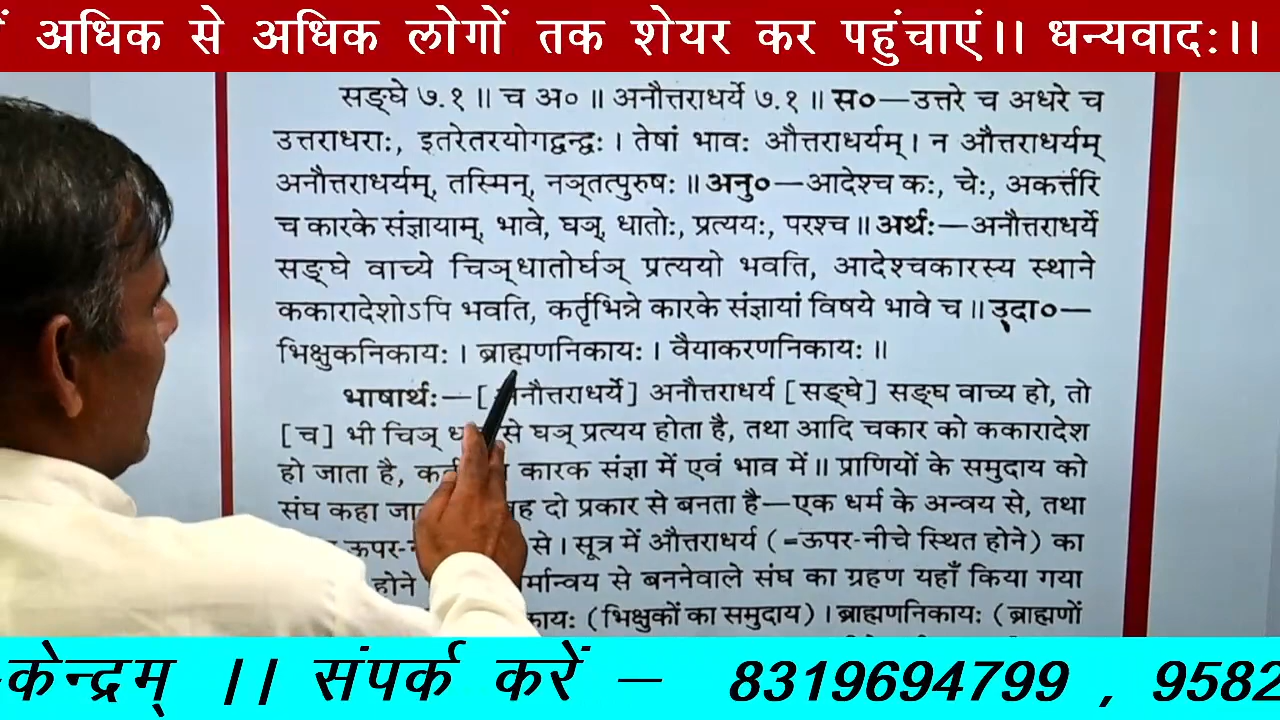 अधिक से अधिक लोगों तक शेयर कर पहुंचाएं।। धन्यवादः।।
सङ्घे ७.१ ॥ च अ० ॥ अनौत्तराधर्ये ७.१ ॥ स०—उत्तरे च अधरे च
उत्तराधराः, इतरेतरयोगद्वन्द्वः । तेषां भावः औत्तराधर्यम् । न औत्तराधर्यम्
अनौत्तराधर्यम्, तस्मिन्, नञ्तत्पुरुषः ॥ अनु०—आदेश्च कः, चेः, अकर्त्तरि
च कारके संज्ञायाम्, भावे, घञ्, धातोः, प्रत्ययः, परश्च ॥ अर्थः—अनौत्तराधर्ये
सङ्घे वाच्ये चिञ्धातोर्घञ् प्रत्ययो भवति, आदेश्चकारस्य स्थाने
ककारादेशोऽपि भवति, कर्तृभिन्ने कारके संज्ञायां विषये भावे च ॥ उदा०—
भिक्षुकनिकायः । ब्राह्मणनिकायः । वैयाकरणनिकायः ॥
भाषार्थः—[अनौत्तराधर्ये] अनौत्तराधर्य [सङ्घे] सङ्घ वाच्य हो, तो
[च] भी चिञ् से घञ् प्रत्यय होता है, तथा आदि चकार को ककारादेश
हो जाता है, कारक संज्ञा में एवं भाव में ॥ प्राणियों के समुदाय को
संघ कहा दो प्रकार से बनता है—एक धर्म के अन्वय से, तथा
से । सूत्र में औत्तराधर्य (=ऊपर-नीचे स्थित होने) का
होने से बननेवाले संघ का ग्रहण यहाँ किया गया
(भिक्षुकों का समुदाय) । ब्राह्मणनिकायः (ब्राह्मणों
केन्द्रम् ।। संपर्क करें – 8319694799 , 9582